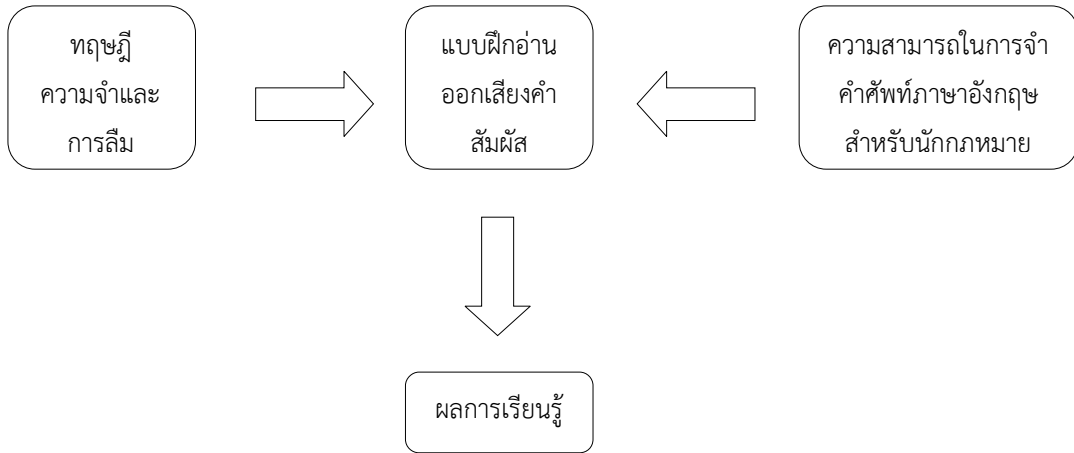 ทฤษฎี
ความจำและ
การลืม
แบบฝึกอ่าน
ออกเสียงคำ
สัมผัส
ความสามารถในการจำ
คำศัพท์ภาษาอังกฤษ
สำหรับนักกภหมาย
ผลการเรียนรู้